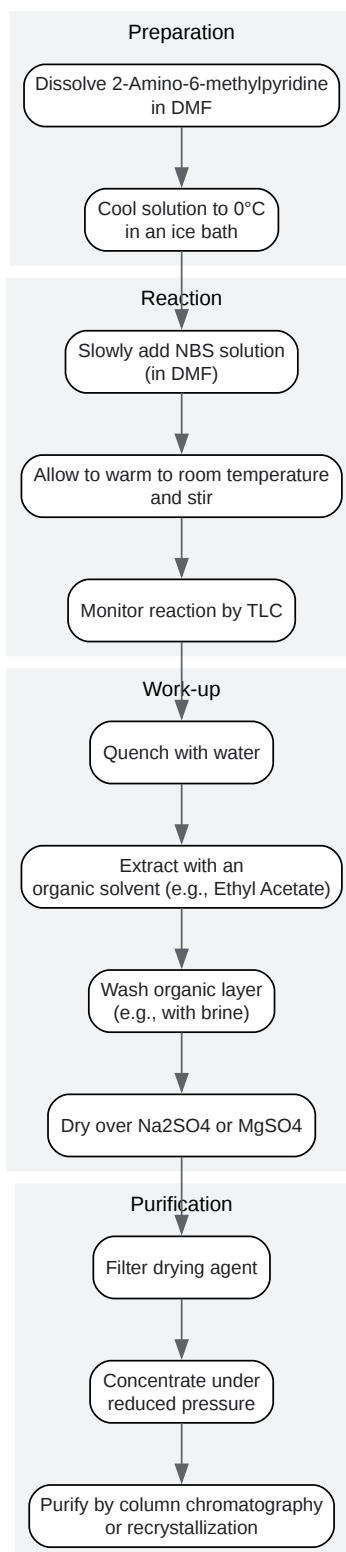 Preparation
Dissolve 2-Amino-6-methylpyridine
in DMF
Cool solution to 0°C
in an ice bath
Reaction
Slowly add NBS solution
(in DMF)
Allow to warm to room temperature
and stir
Monitor reaction by TLC
Work-up
Quench with water
Extract with an
organic solvent (e.g., Ethyl Acetate)
Wash organic layer
(e.g., with brine)
Dry over Na2SO4 or MgSO4
Purification
Filter drying agent
Concentrate under
reduced pressure
Purify by column chromatography
or recrystallization